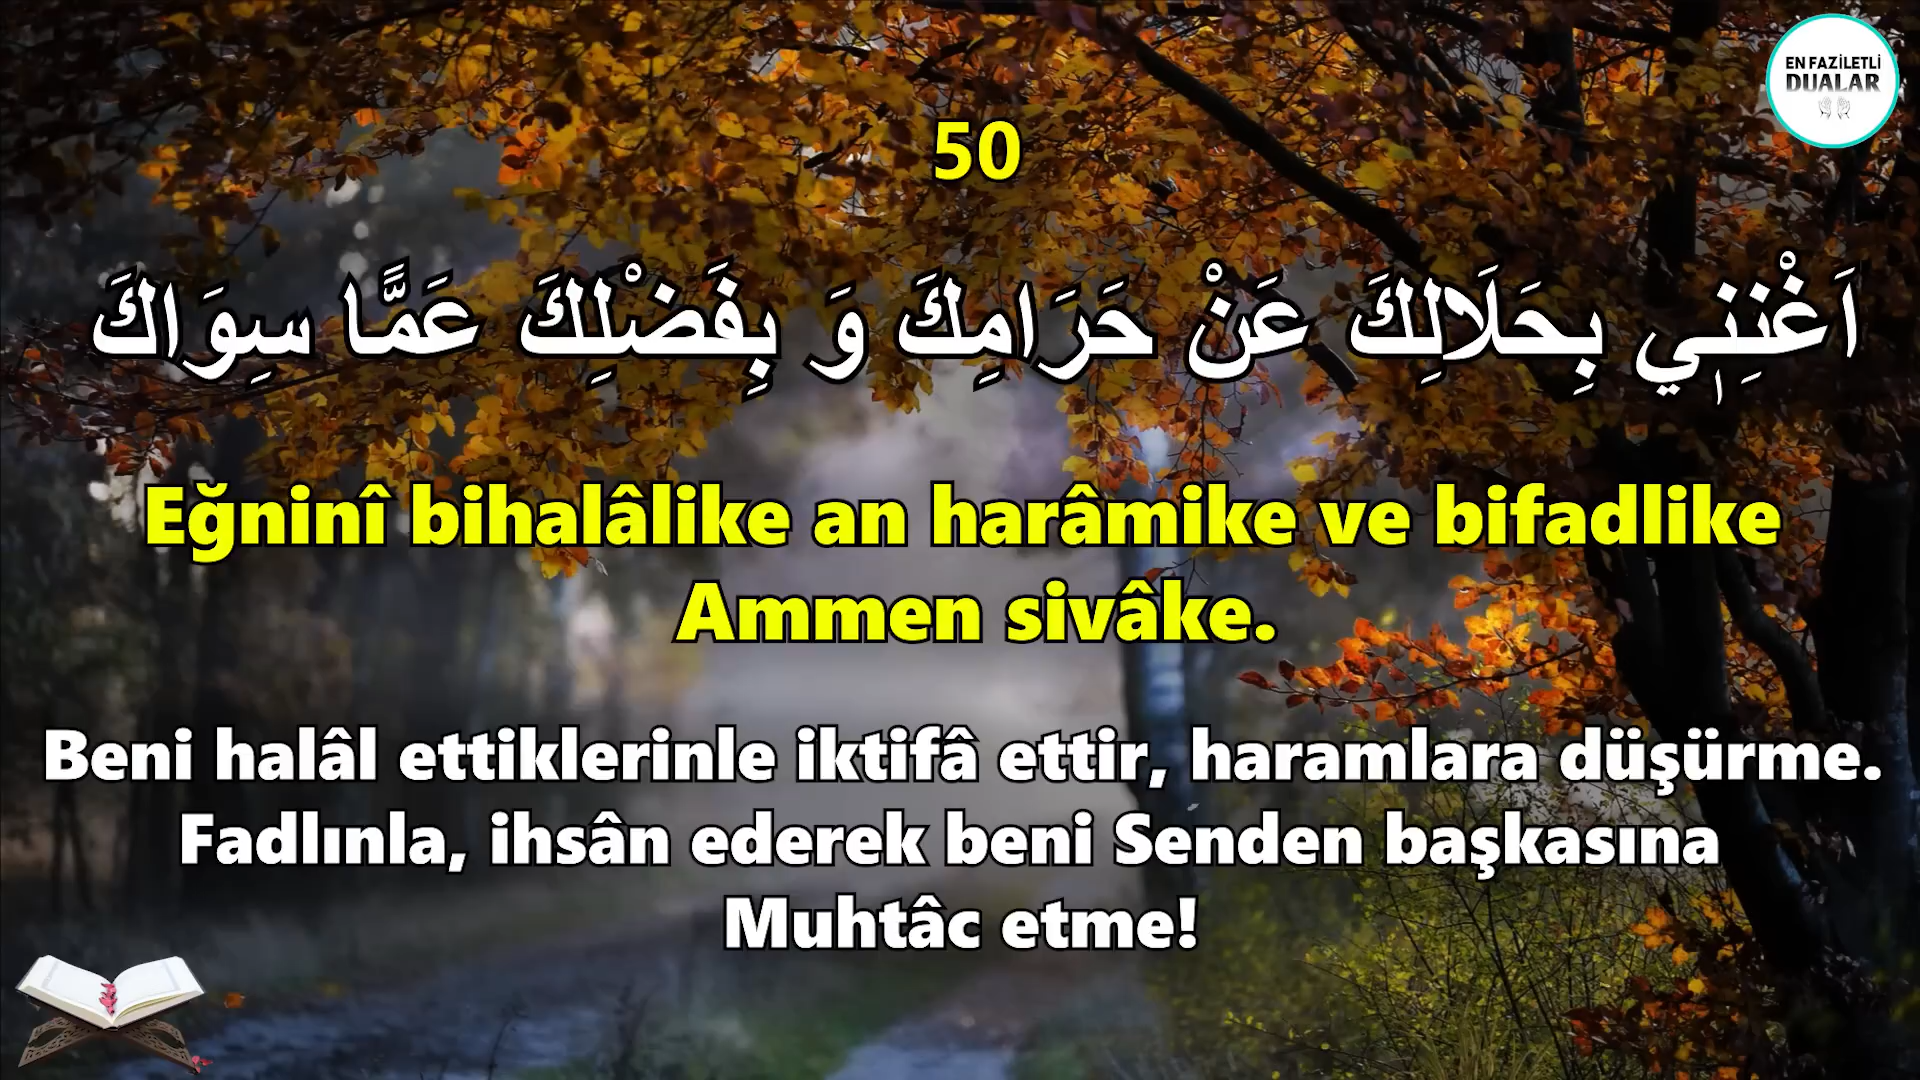 EN FAZİLETLİ
DUALAR
50
اَغْنِنٖي بِحَلَالِكَ عَنْ حَرَامِكَ وَ بِفَضْلِكَ عَمَّا سِوَاكَ
Eğninî bihalâlike an harâmike ve bifadlike
Ammen sivâke.
Beni halâl ettiklerinle iktifâ ettir, haramlara düşürme.
Fadlınla, ihsân ederek beni Senden başkasına
Muhtâc etme!